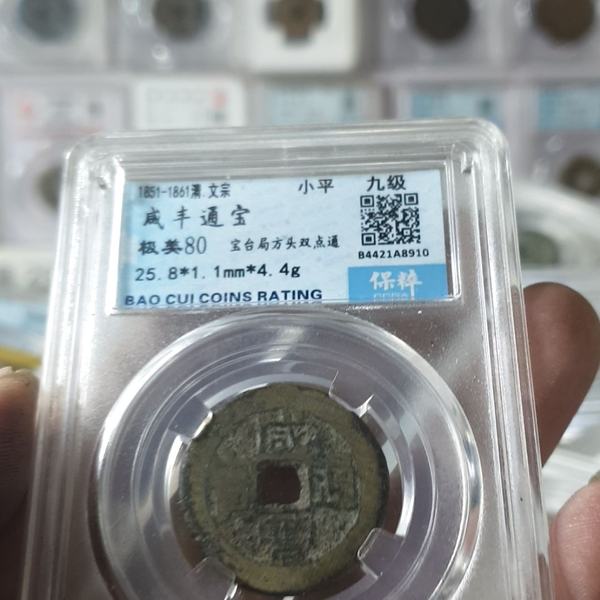 1851-1861清.文宗 小平 九级
咸丰通宝
极美80 宝台局方头双点通
B4421A8910
25.8*1.1mm*4.4g
保粹
BAO CUI COINS RATING
咸